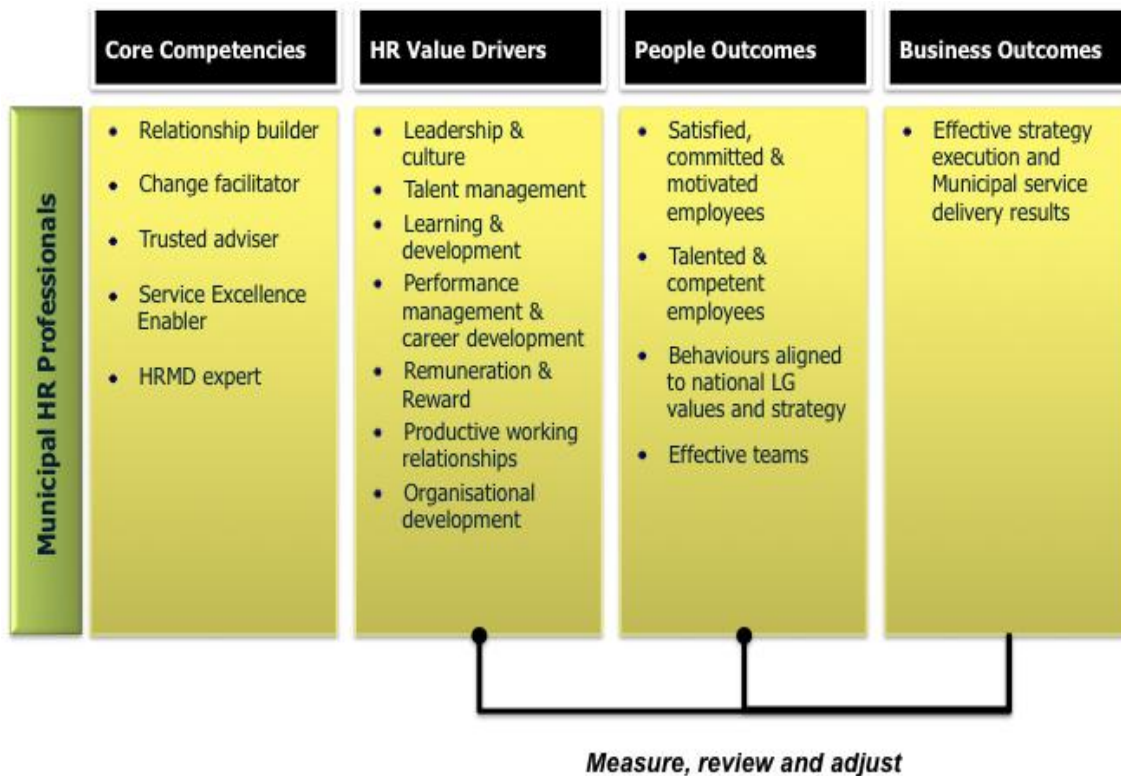 Core Competencies
HR Value Drivers
People Outcomes
Business Outcomes
Municipal HR Professionals
• Relationship builder
• Change facilitator
• Trusted adviser
• Service Excellence
Enabler
• HRMD expert
• Leadership &
culture
• Talent management
• Learning &
development
• Performance
management &
career development
• Remuneration &
Reward
• Productive working
relationships
• Organisational
development
• Satisfied,
committed &
motivated
employees
• Talented &
competent
employees
• Behaviours aligned
to national LG
values and strategy
• Effective teams
• Effective strategy
execution and
Municipal service
delivery results
Measure, review and adjust